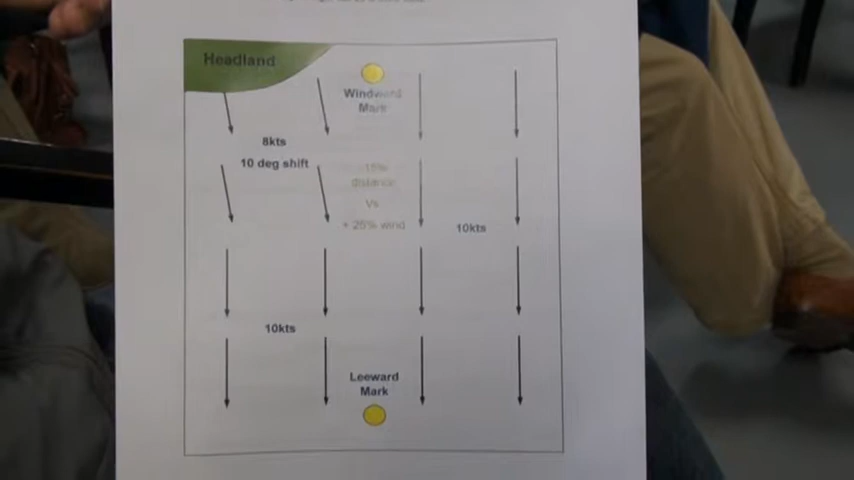 Headland
Windward
Mark
8kts
10 deg shift
distance
Vs
+ 25% wind
10kts
10kts
Leeward
Mark